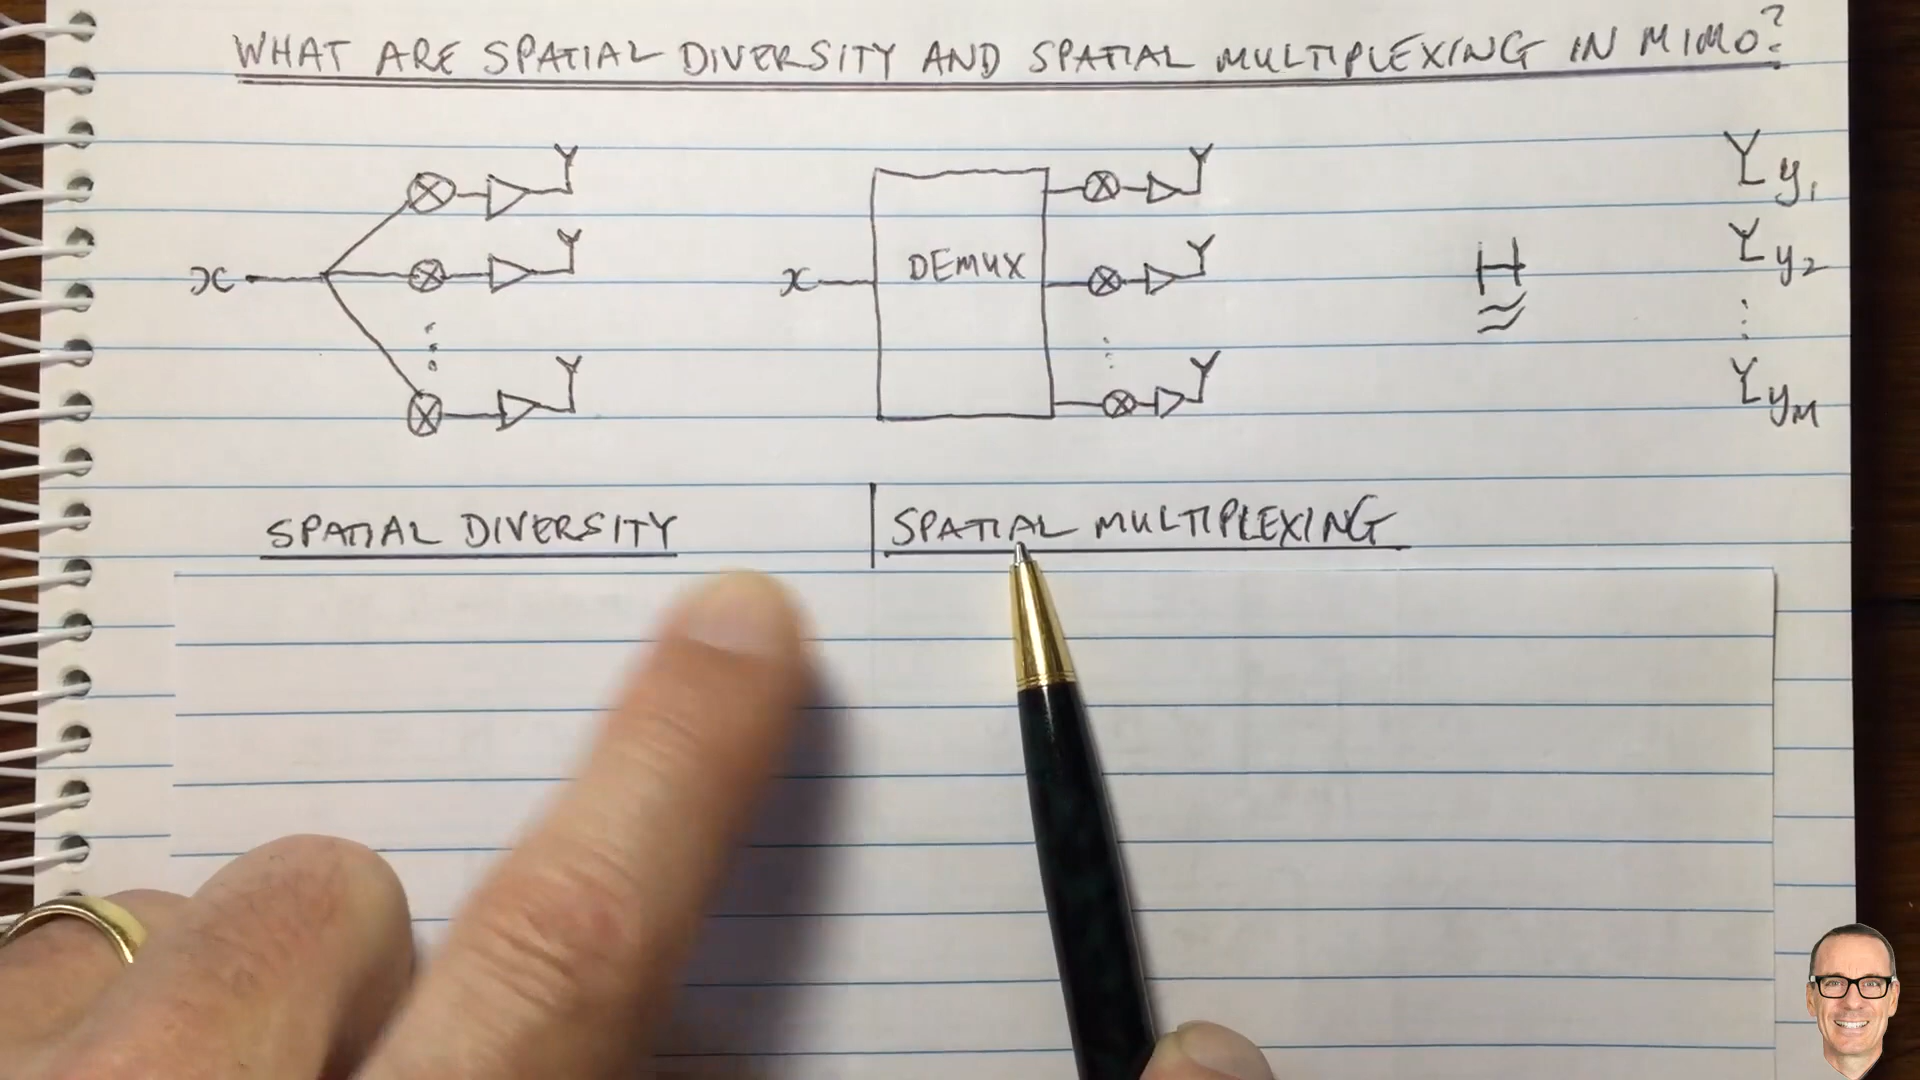 WHAT ARE SPATIAL DIVERSITY AND SPATIAL MULTIPLEXING IN MIMO?
x
x
DEMUX
H
y1
y2
yM
SPATIAL DIVERSITY
SPATIAL MULTIPLEXING